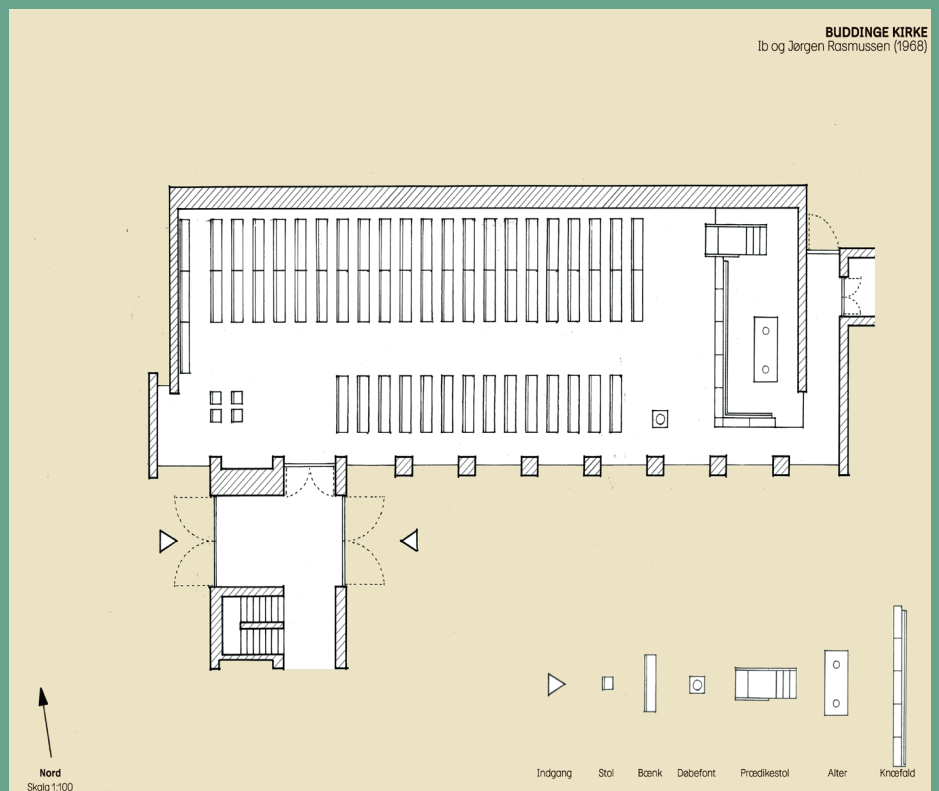 BUDDINGE KIRKE
Ib og Jørgen Rasmussen (1968)
Nord
Skala 1:100
Indgang
Stol
Bænk
Døbefont
Prædikestol
Alter
Knæfald